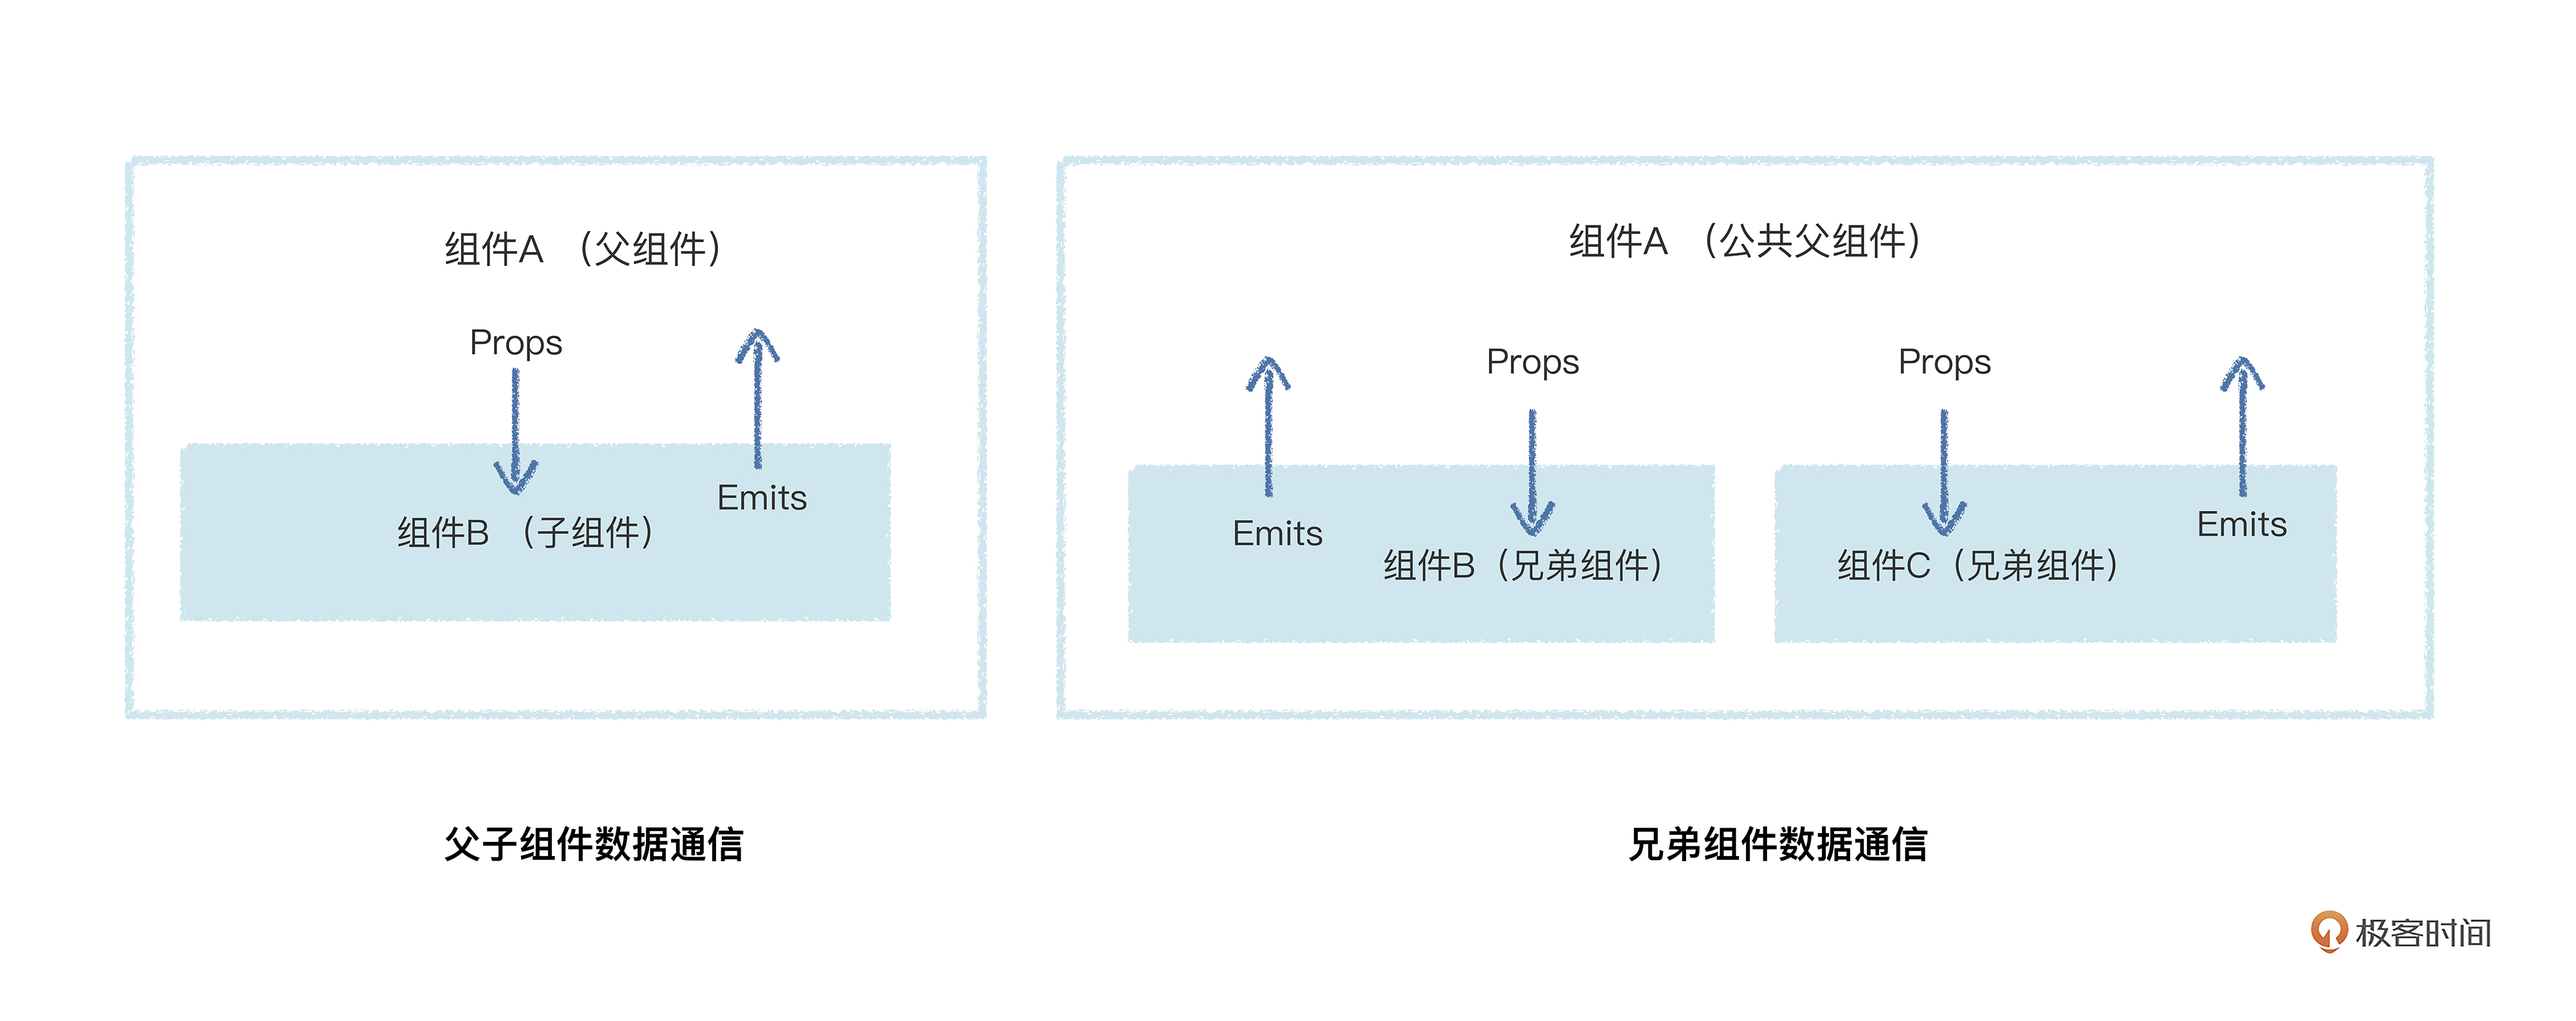 组件A （父组件）
Props
Emits
组件B （子组件）
父子组件数据通信
组件A （公共父组件）
Props
Props
Emits
Emits
组件B（兄弟组件）
组件C（兄弟组件）
兄弟组件数据通信
极客时间